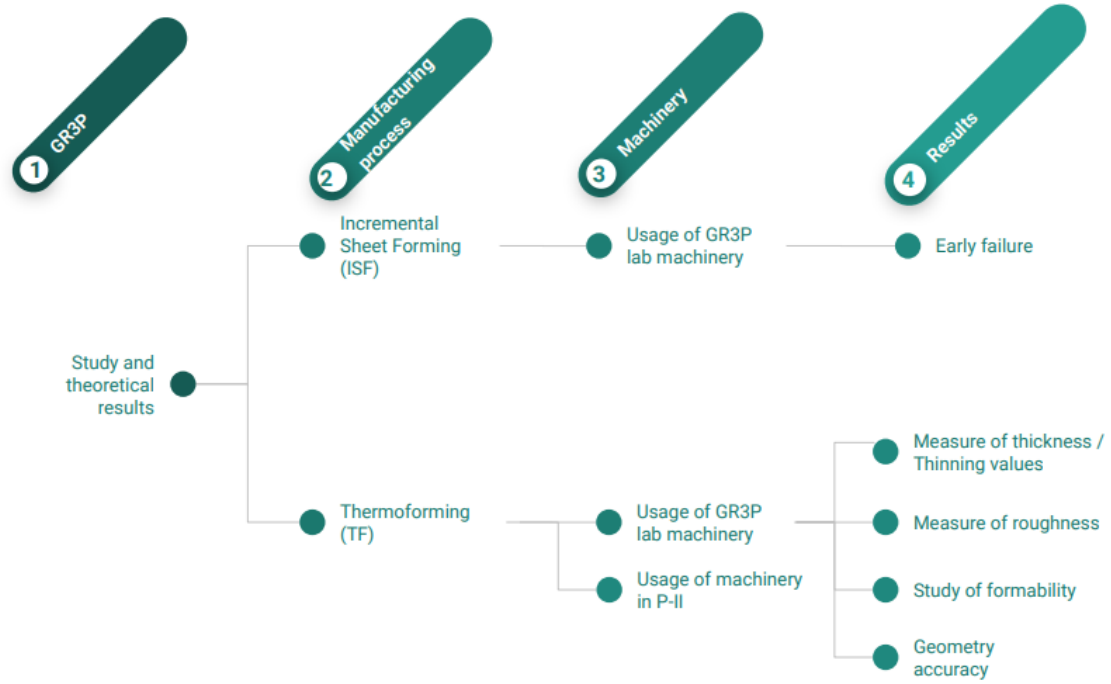 1 GR3P
2 Manufacturing
process
3 Machinery
4 Results
Incremental
Sheet Forming
(ISF)
Usage of GR3P
lab machinery
Early failure
Study and
theoretical
results
Thermoforming
(TF)
Usage of GR3P
lab machinery
Usage of machinery
in P-II
Measure of thickness /
Thinning values
Measure of roughness
Study of formability
Geometry
accuracy